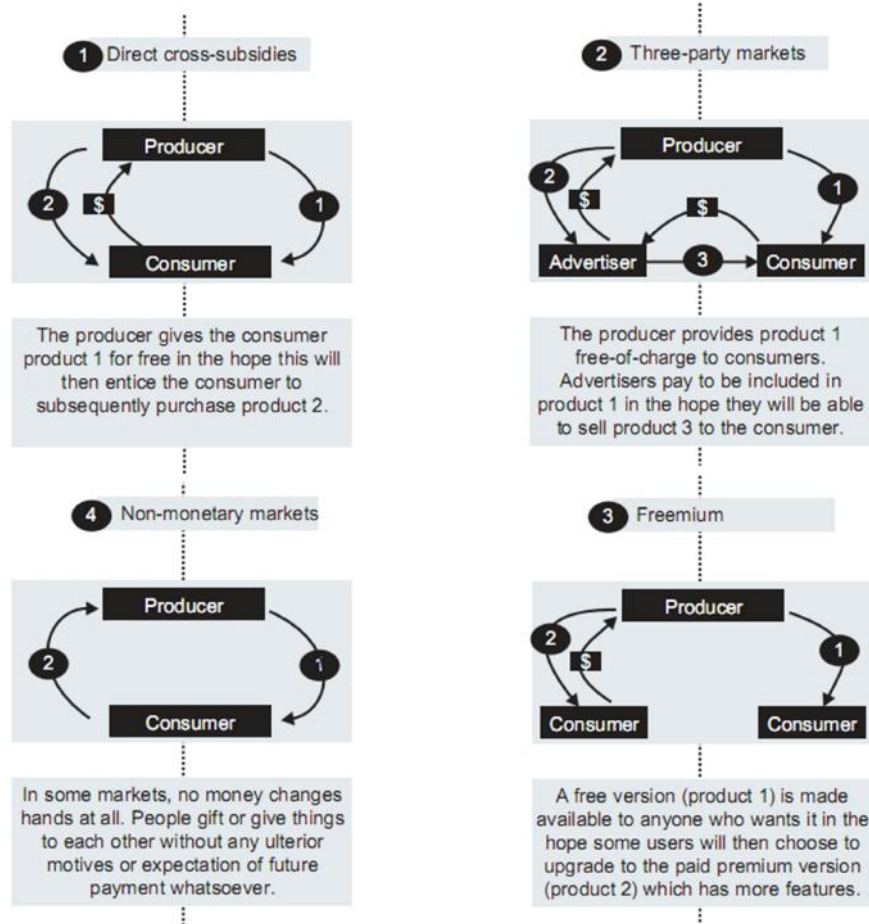 1 Direct cross-subsidies
Producer
2
$
1
Consumer
The producer gives the consumer
product 1 for free in the hope this will
then entice the consumer to
subsequently purchase product 2.
2 Three-party markets
Producer
2
$
$
1
Advertiser
3
Consumer
The producer provides product 1
free-of-charge to consumers.
Advertisers pay to be included in
product 1 in the hope they will be able
to sell product 3 to the consumer.
4 Non-monetary markets
Producer
2
1
Consumer
In some markets, no money changes
hands at all. People gift or give things
to each other without any ulterior
motives or expectation of future
payment whatsoever.
3 Freemium
Producer
2
$
1
Consumer
Consumer
A free version (product 1) is made
available to anyone who wants it in the
hope some users will then choose to
upgrade to the paid premium version
(product 2) which has more features.